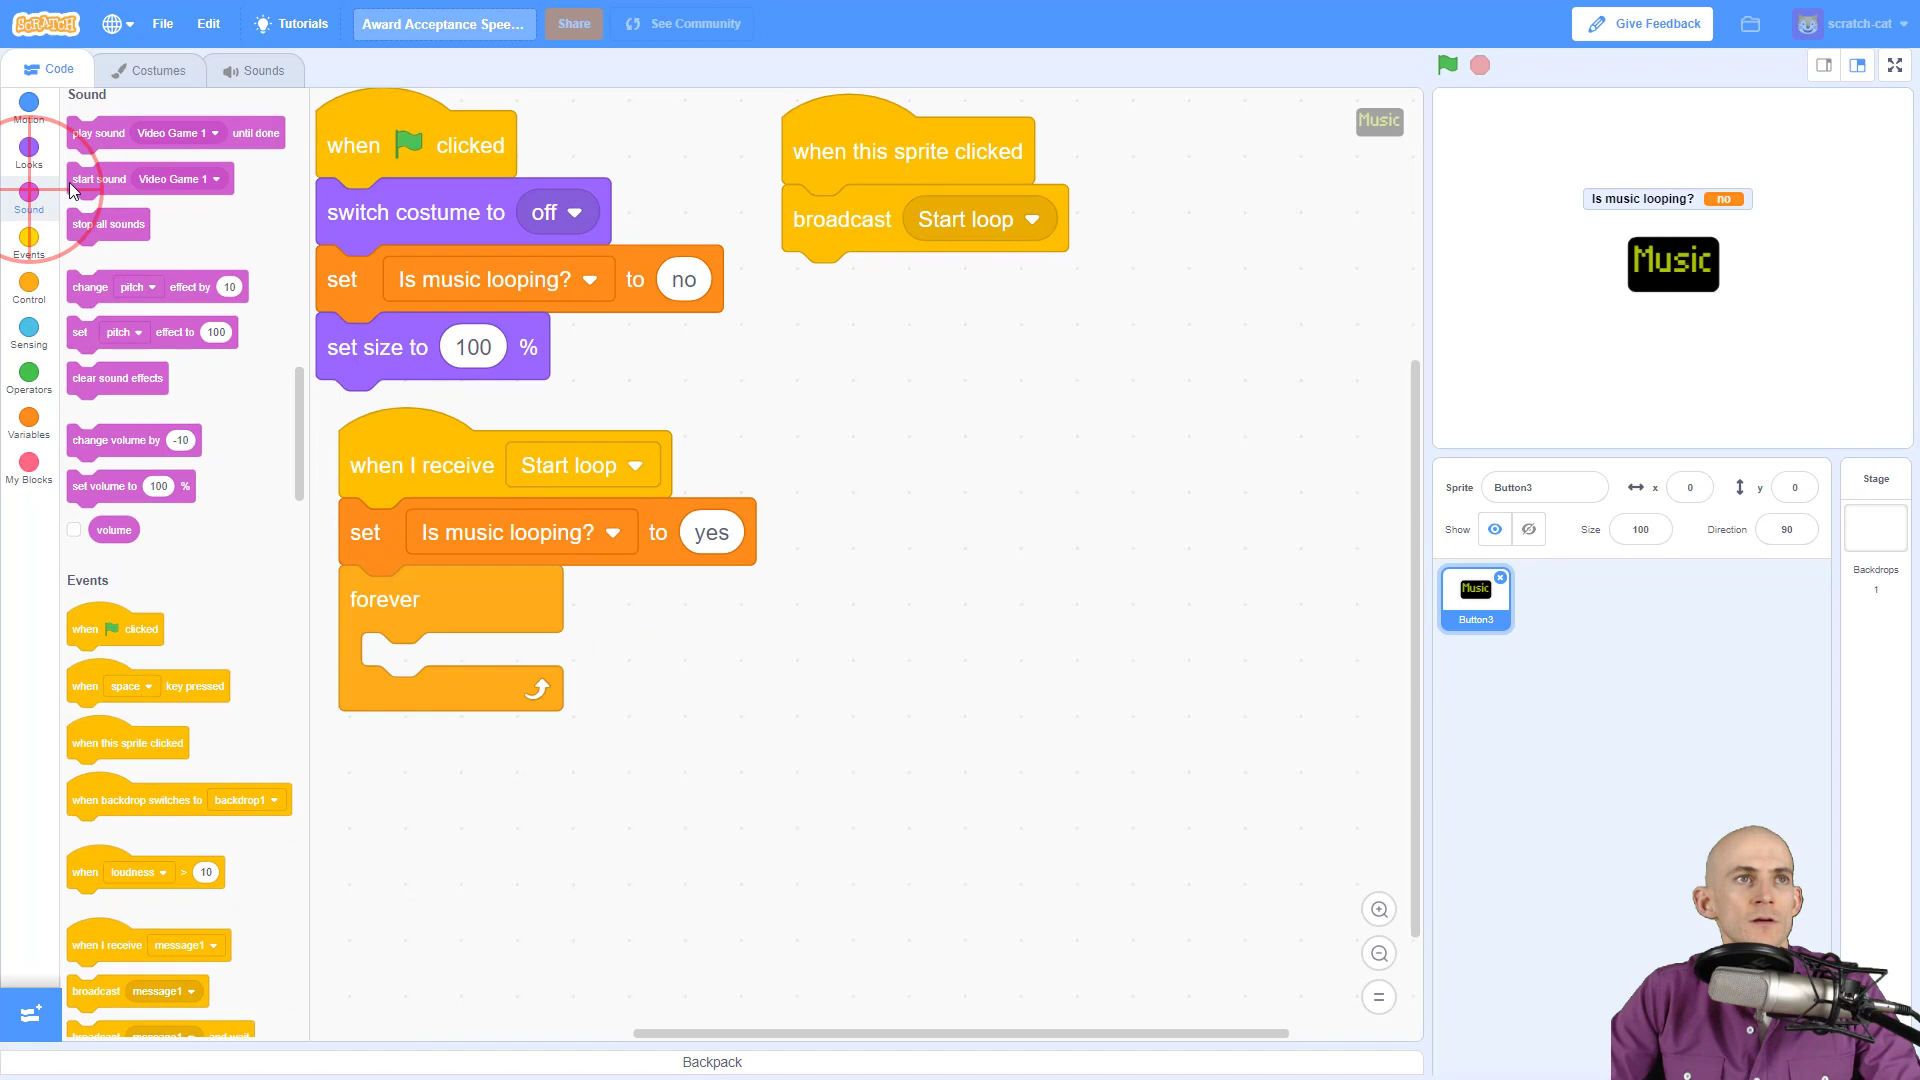 SCRATCH File Edit Tutorials Award Acceptance Spee... Share See Community Give Feedback scratch-cat
Code Costumes Sounds
Motion
Looks
Sound
Events
Control
Sensing
Operators
Variables
My Blocks
Sound
play sound Video Game 1 until done
start sound Video Game 1
stop all sounds
change pitch effect by 10
set pitch effect to 100
clear sound effects
change volume by -10
set volume to 100 %
volume
Events
when clicked
when space key pressed
when this sprite clicked
when backdrop switches to backdrop1
when loudness > 10
when I receive message1
broadcast message1
broadcast message1 and wait
when clicked
switch costume to off
set Is music looping? to no
set size to 100 %
when I receive Start loop
set Is music looping? to yes
forever
when this sprite clicked
broadcast Start loop
Music
Is music looping? no
Music
Sprite Button3 x 0 y 0
Show Size 100 Direction 90
Music
Button3
Stage
Backdrops
1
Backpack